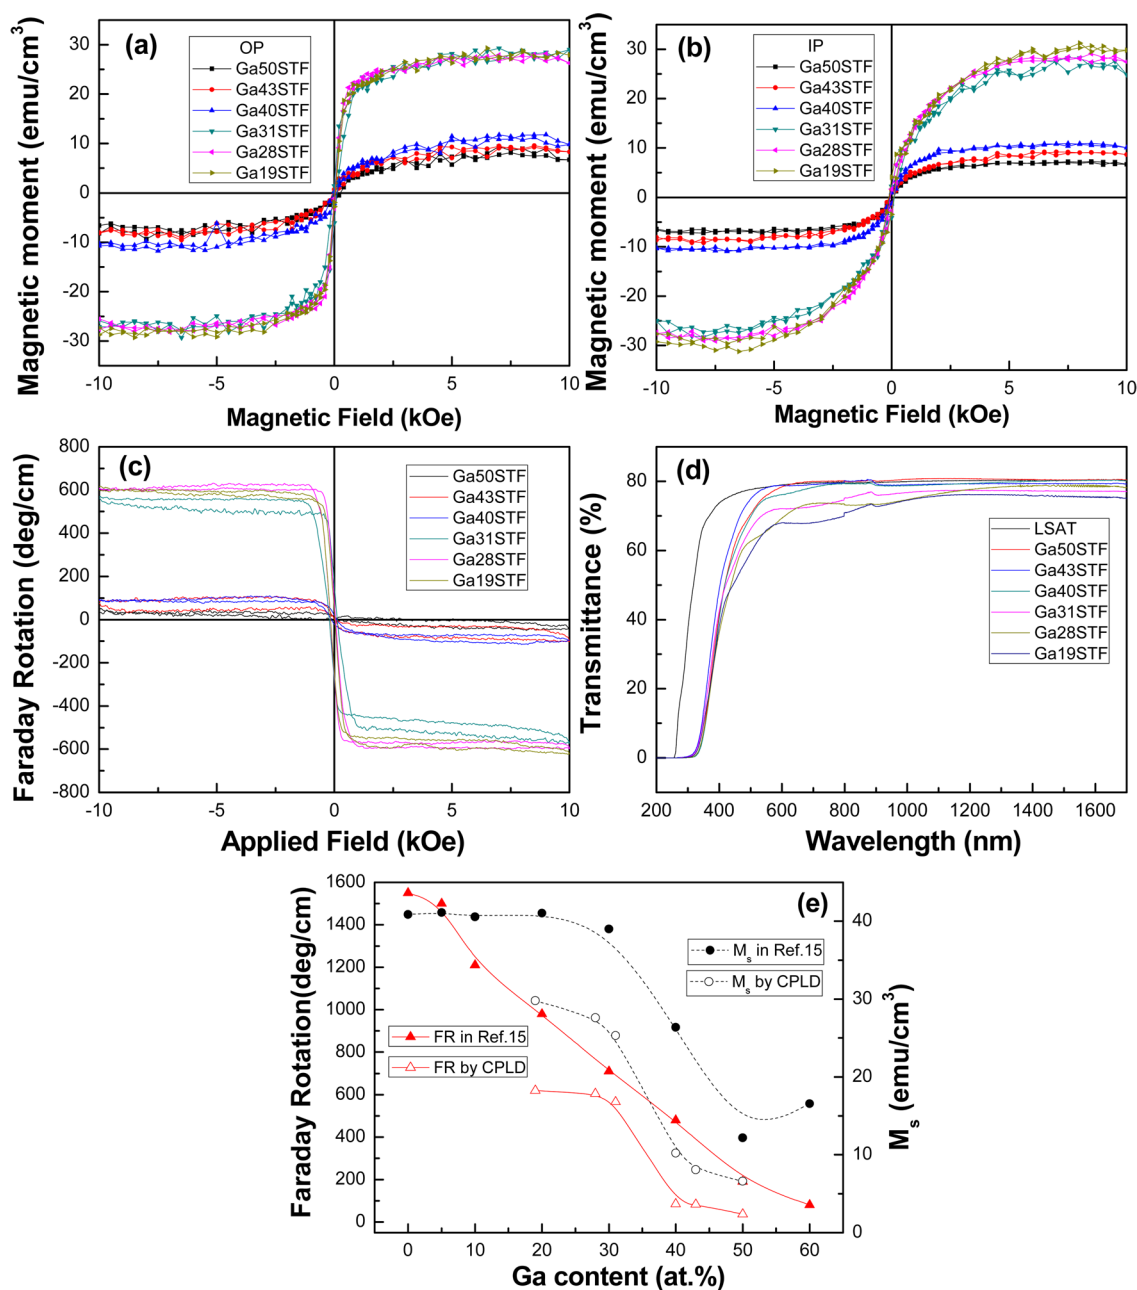 (a)
OP
Ga50STF
Ga43STF
Ga40STF
Ga31STF
Ga28STF
Ga19STF
Magnetic moment (emu/cm³)
30
20
10
0
-10
-20
-30
-10
-5
0
5
10
Magnetic Field (kOe)
(b)
IP
Ga50STF
Ga43STF
Ga40STF
Ga31STF
Ga28STF
Ga19STF
Magnetic moment (emu/cm³)
30
20
10
0
-10
-20
-30
-10
-5
0
5
10
Magnetic Field (kOe)
(c)
Ga50STF
Ga43STF
Ga40STF
Ga31STF
Ga28STF
Ga19STF
Faraday Rotation (deg/cm)
800
600
400
200
0
-200
-400
-600
-800
-10
-5
0
5
10
Applied Field (kOe)
(d)
LSAT
Ga50STF
Ga43STF
Ga40STF
Ga31STF
Ga28STF
Ga19STF
Transmittance (%)
80
60
40
20
0
200
400
600
800
1000
1200
1400
1600
Wavelength (nm)
(e)
Mₛ in Ref.15
Mₛ by CPLD
FR in Ref.15
FR by CPLD
Faraday Rotation(deg/cm)
1600
1400
1200
1000
800
600
400
200
0
Mₛ (emu/cm³)
40
30
20
10
0
0
10
20
30
40
50
60
Ga content (at.%)